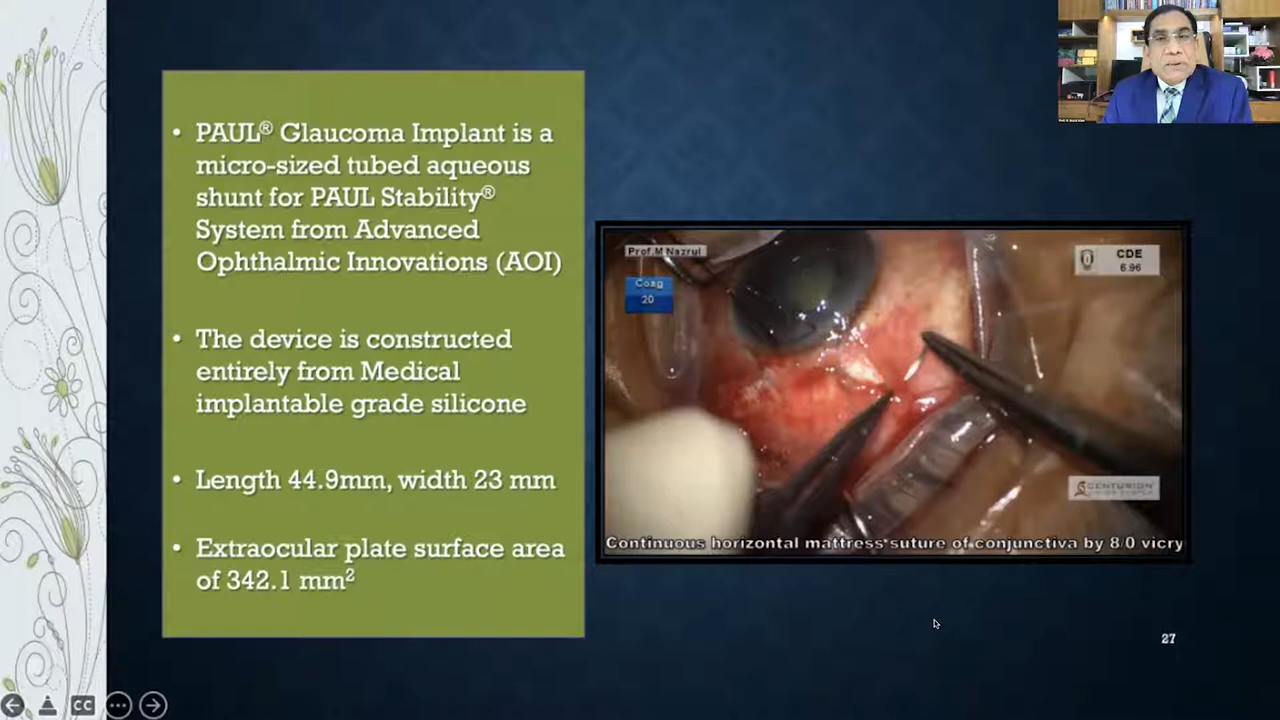 • PAUL® Glaucoma Implant is a
micro-sized tubed aqueous
shunt for PAUL Stability®
System from Advanced
Ophthalmic Innovations (AOI)
• The device is constructed
entirely from Medical
implantable grade silicone
• Length 44.9mm, width 23 mm
• Extraocular plate surface area
of 342.1 mm²
Prof.M.Nazrul
Coag
20
CDE
6.96
CENTURION
Continuous horizontal mattress suture of conjunctiva by 8/0 vicry
27
CC